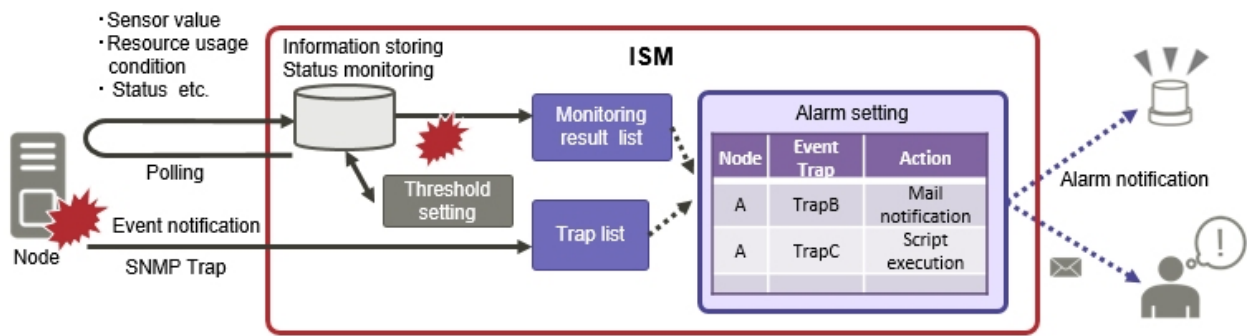 ・Sensor value
・Resource usage
condition
・Status etc.
Information storing
Status monitoring
ISM
Polling
Threshold
setting
Monitoring
result list
Alarm setting
Node
Event
Trap
Action
A
TrapB
Mail
notification
A
TrapC
Script
execution
Trap list
Event notification
SNMP Trap
Node
Alarm notification
!